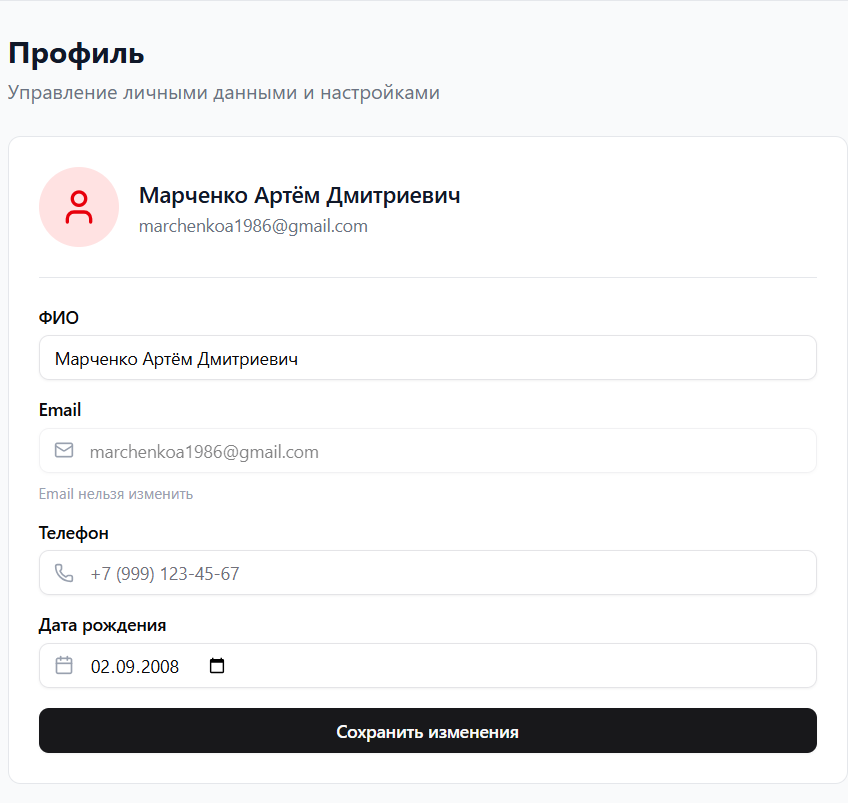 Профиль
Управление личными данными и настройками
Марченко Артём Дмитриевич
marchenkoa1986@gmail.com
ФИО
Марченко Артём Дмитриевич
Email
marchenkoa1986@gmail.com
Email нельзя изменить
Телефон
+7 (999) 123-45-67
Дата рождения
02.09.2008
Сохранить изменения